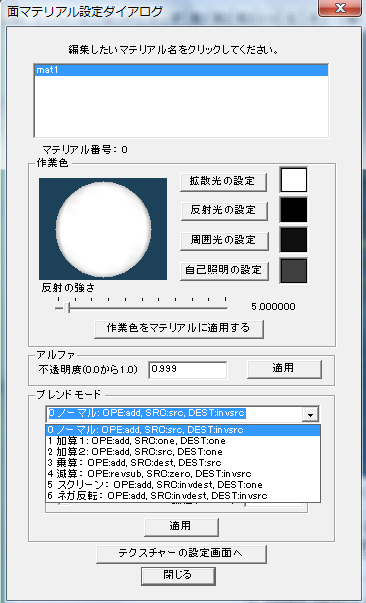 面マテリアル設定ダイアログ
編集したいマテリアル名をクリックしてください。
mat1
マテリアル番号: 0
作業色
拡散光の設定
反射光の設定
周囲光の設定
自己照明の設定
反射の強さ
5.000000
作業色をマテリアルに適用する
アルファ
不透明度(0.0から1.0)
0.999
適用
ブレンドモード
0 ノーマル: OPE:add, SRC:src, DEST:invsrc
0 ノーマル: OPE:add, SRC:src, DEST:invsrc
1 加算1: OPE:add, SRC:one, DEST:one
2 加算2: OPE:add, SRC:src, DEST:one
3 乗算: OPE:add, SRC:dest, DEST:src
4 減算: OPE:revsub, SRC:zero, DEST:invsrc
5 スクリーン: OPE:add, SRC:invdest, DEST:one
6 ネガ反転: OPE:add, SRC:invdest, DEST:invsrc
適用
テクスチャーの設定画面へ
閉じる